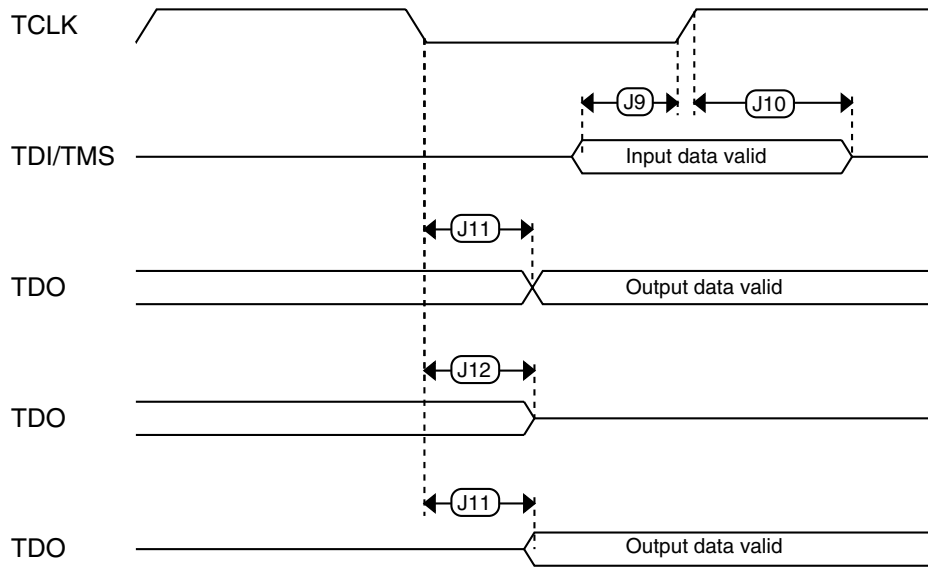 TCLK
J9
J10
TDI/TMS
Input data valid
J11
TDO
Output data valid
J12
TDO
J11
TDO
Output data valid